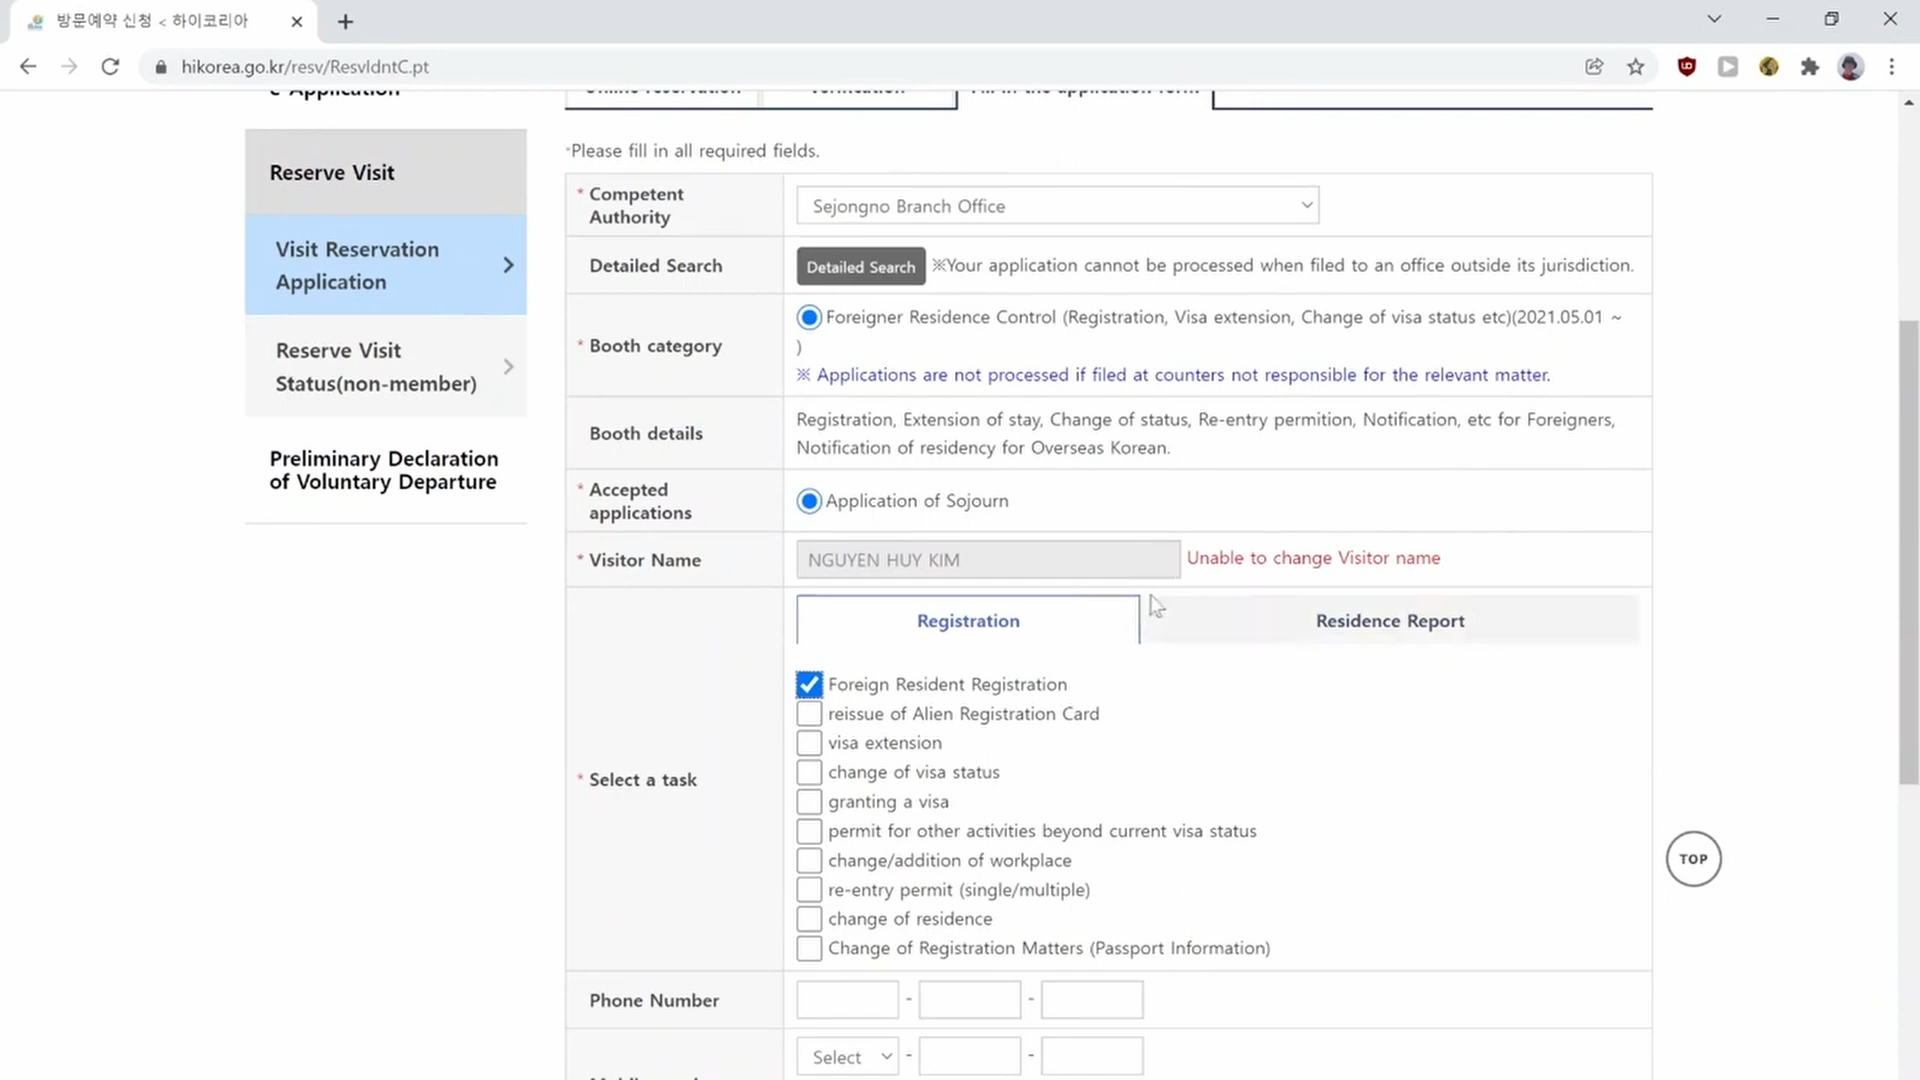 방문예약 신청 < 하이코리아
hikorea.go.kr/resv/ResvIdntC.pt
e-Application
Online reservation
Verification
Fill in the application form
Reserve Visit
Visit Reservation
Application
Reserve Visit
Status(non-member)
Preliminary Declaration
of Voluntary Departure
*Please fill in all required fields.
* Competent
Authority
Sejongno Branch Office
Detailed Search
Detailed Search ※Your application cannot be processed when filed to an office outside its jurisdiction.
* Booth category
Foreigner Residence Control (Registration, Visa extension, Change of visa status etc)(2021.05.01 ~
)
※ Applications are not processed if filed at counters not responsible for the relevant matter.
Booth details
Registration, Extension of stay, Change of status, Re-entry permition, Notification, etc for Foreigners,
Notification of residency for Overseas Korean.
* Accepted
applications
Application of Sojourn
* Visitor Name
NGUYEN HUY KIM
Unable to change Visitor name
Registration
Residence Report
* Select a task
Foreign Resident Registration
reissue of Alien Registration Card
visa extension
change of visa status
granting a visa
permit for other activities beyond current visa status
change/addition of workplace
re-entry permit (single/multiple)
change of residence
Change of Registration Matters (Passport Information)
TOP
Phone Number
- -
Select - -